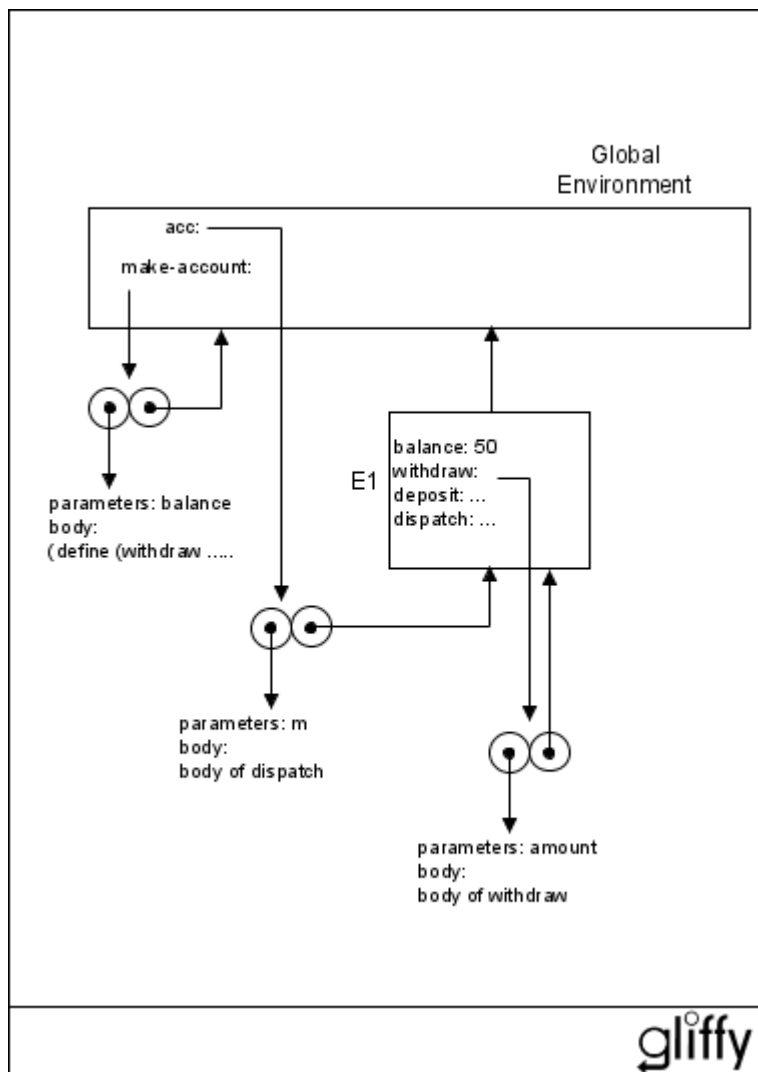 Global
Environment
acc:
make-account:
balance: 50
withdraw:
deposit: ...
dispatch: ...
E1
parameters: balance
body:
(define (withdraw .....
parameters: m
body:
body of dispatch
parameters: amount
body:
body of withdraw
gliffy